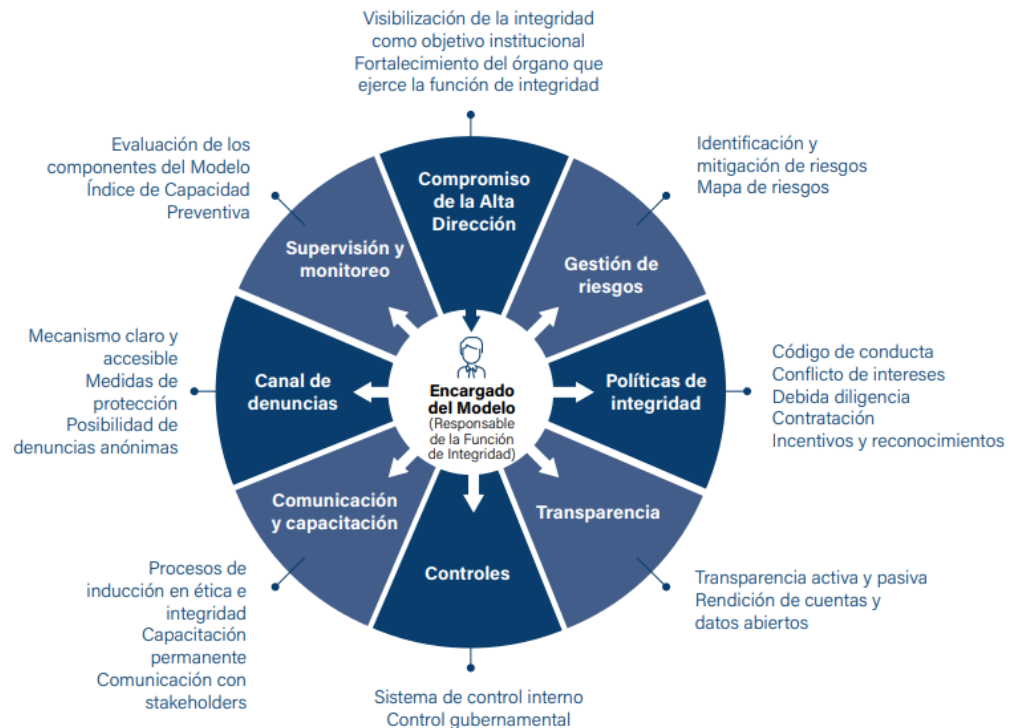 Visibilización de la integridad
como objetivo institucional
Fortalecimiento del órgano que
ejerce la función de integridad
Compromiso
de la Alta
Dirección
Identificación y
mitigación de riesgos
Mapa de riesgos
Gestión de
riesgos
Código de conducta
Conflicto de intereses
Debida diligencia
Contratación
Incentivos y reconocimientos
Políticas de
integridad
Transparencia
Transparencia activa y pasiva
Rendición de cuentas y
datos abiertos
Controles
Sistema de control interno
Control gubernamental
Comunicación
y capacitación
Procesos de
inducción en ética e
integridad
Capacitación
permanente
Comunicación con
stakeholders
Canal de
denuncias
Mecanismo claro y
accesible
Medidas de
protección
Posibilidad de
denuncias anónimas
Supervisión y
monitoreo
Evaluación de los
componentes del Modelo
Índice de Capacidad
Preventiva
Encargado
del Modelo
(Responsable
de la Función
de Integridad)